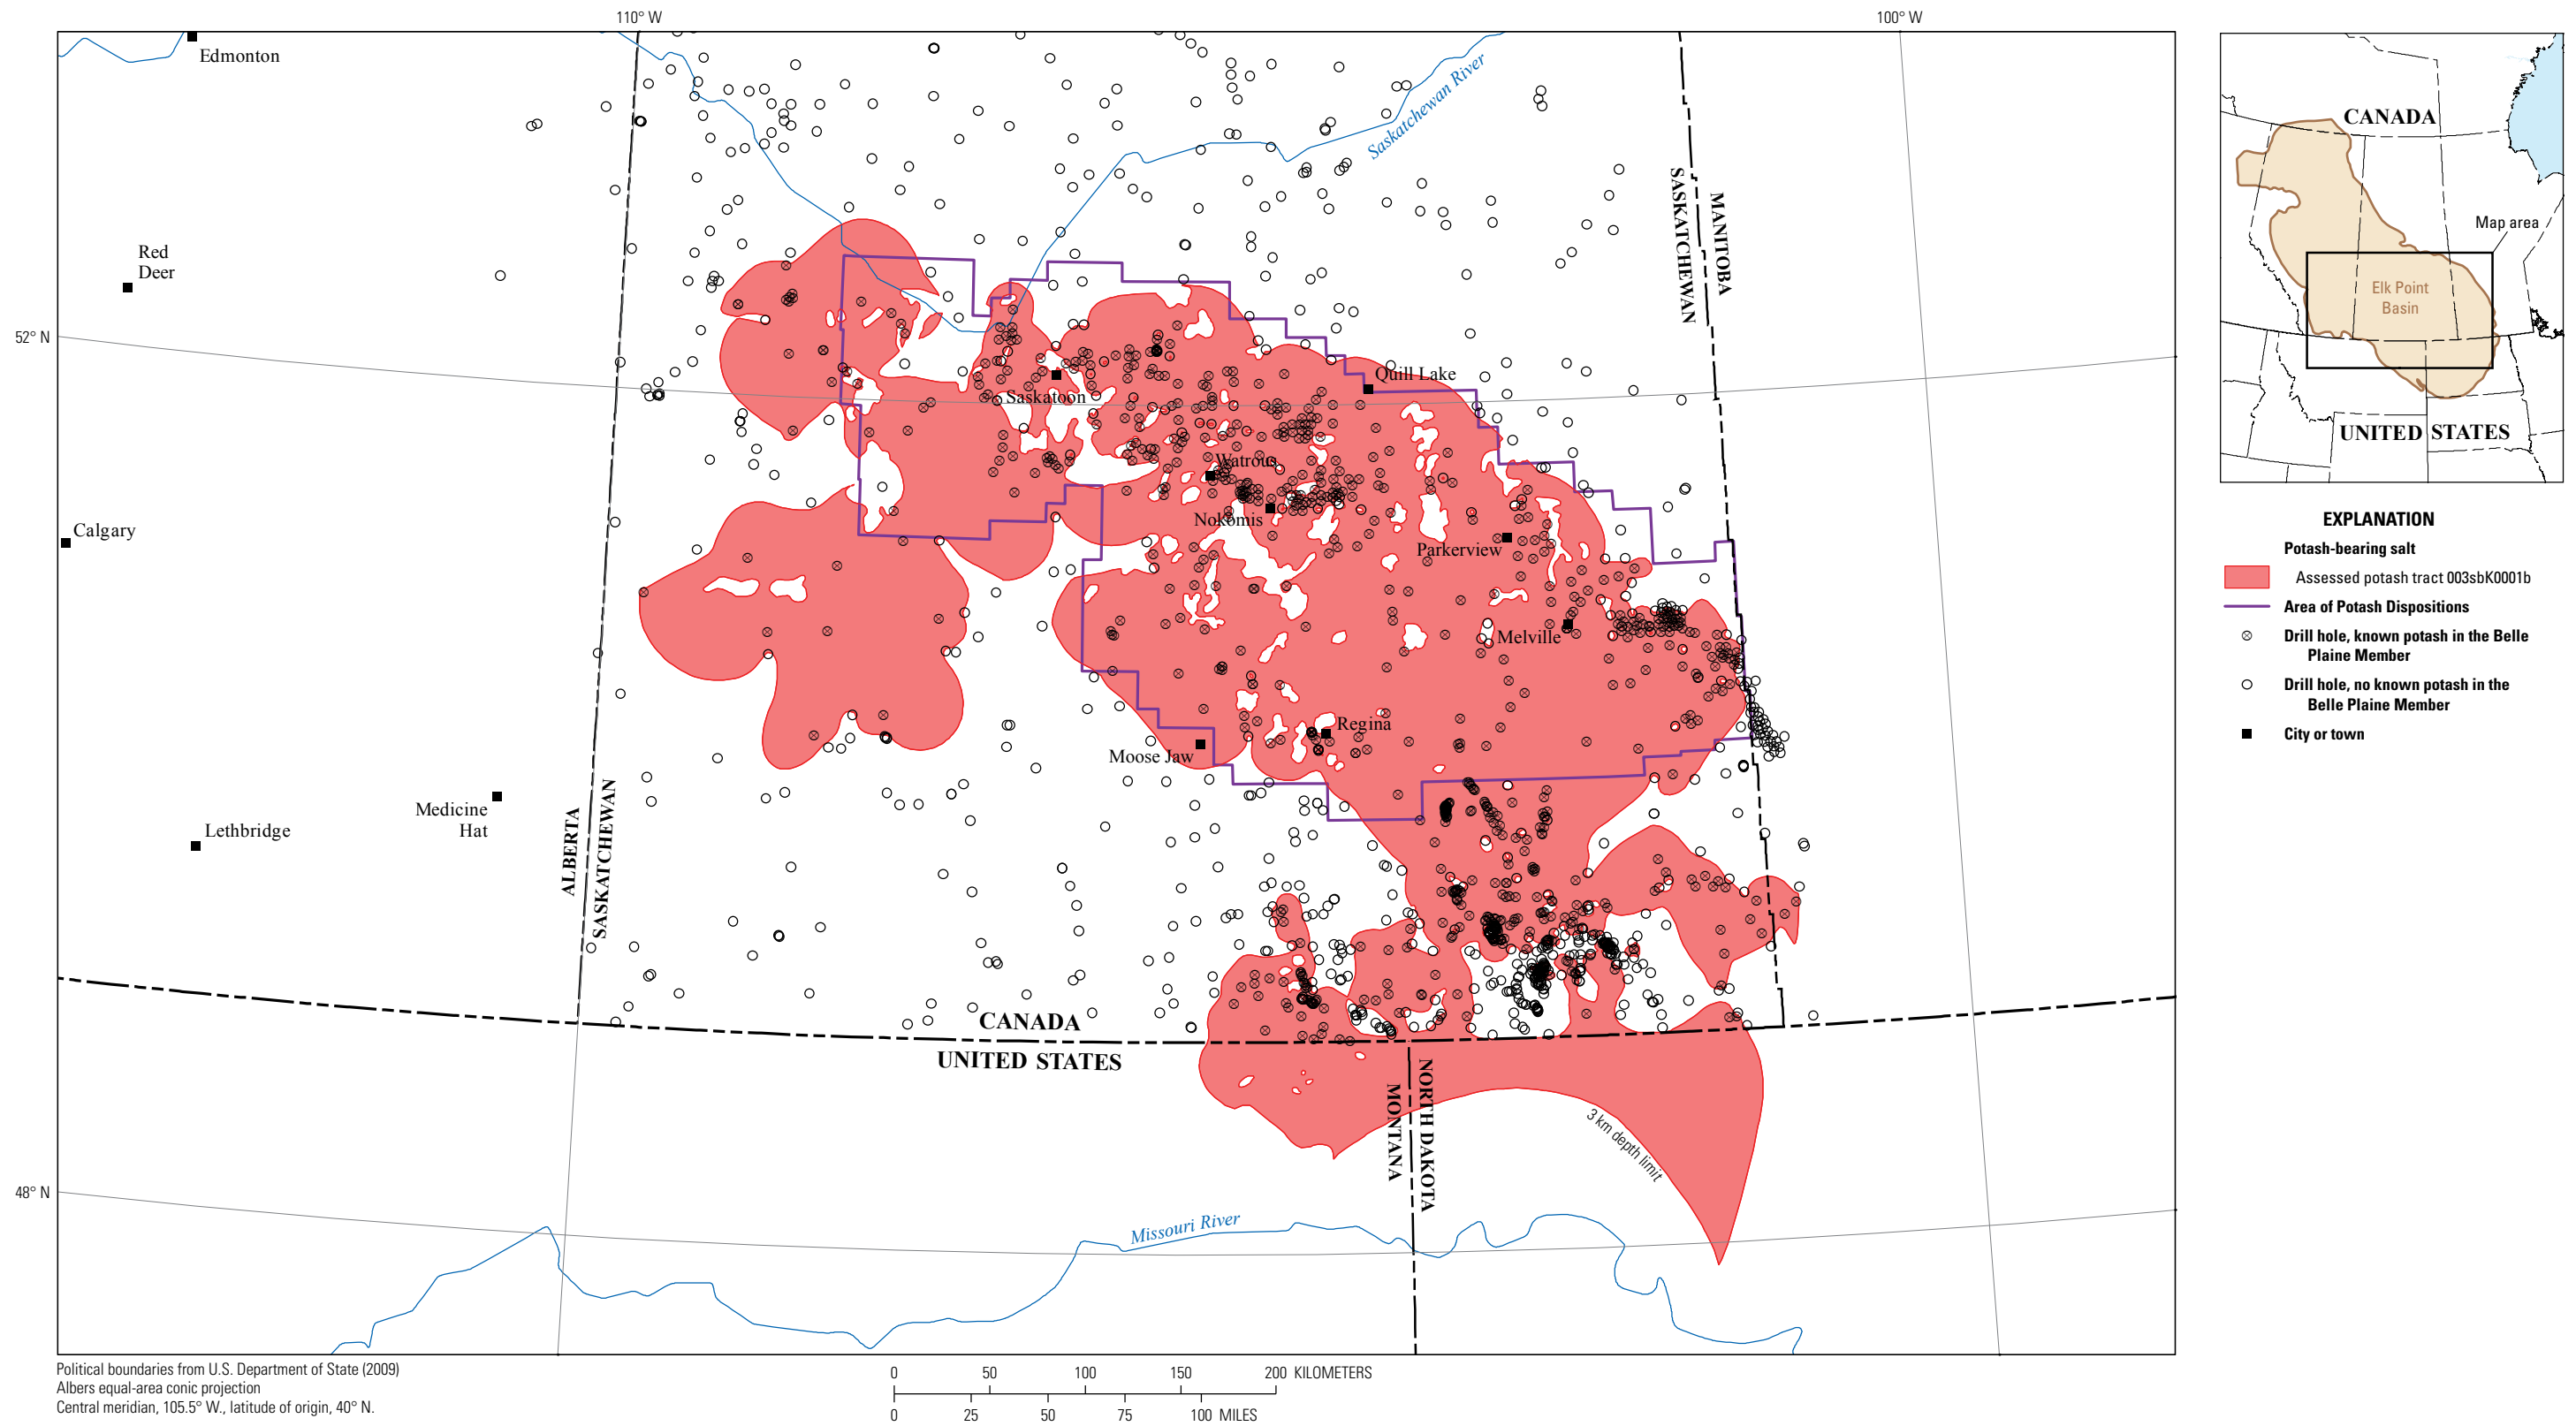 110° W
100° W
Edmonton
Saskatchewan River
CANADA
SASKATCHEWAN
MANITOBA
Map area
Red
Deer
Elk Point
Basin
52° N
Quill Lake
Saskatoon
UNITED STATES
Watrous
Calgary
Nokomis
Parkerview
EXPLANATION
Potash-bearing salt
Assessed potash tract 003sbK0001b
Area of Potash Dispositions
Drill hole, known potash in the Belle
Plaine Member
Drill hole, no known potash in the
Belle Plaine Member
City or town
Melville
Regina
Moose Jaw
Medicine
Hat
Lethbridge
ALBERTA
SASKATCHEWAN
CANADA
UNITED STATES
MONTANA
NORTH DAKOTA
3 km depth limit
48° N
Missouri River
Political boundaries from U.S. Department of State (2009)
Albers equal-area conic projection
Central meridian, 105.5° W., latitude of origin, 40° N.
0 50 100 150 200 KILOMETERS
0 25 50 75 100 MILES